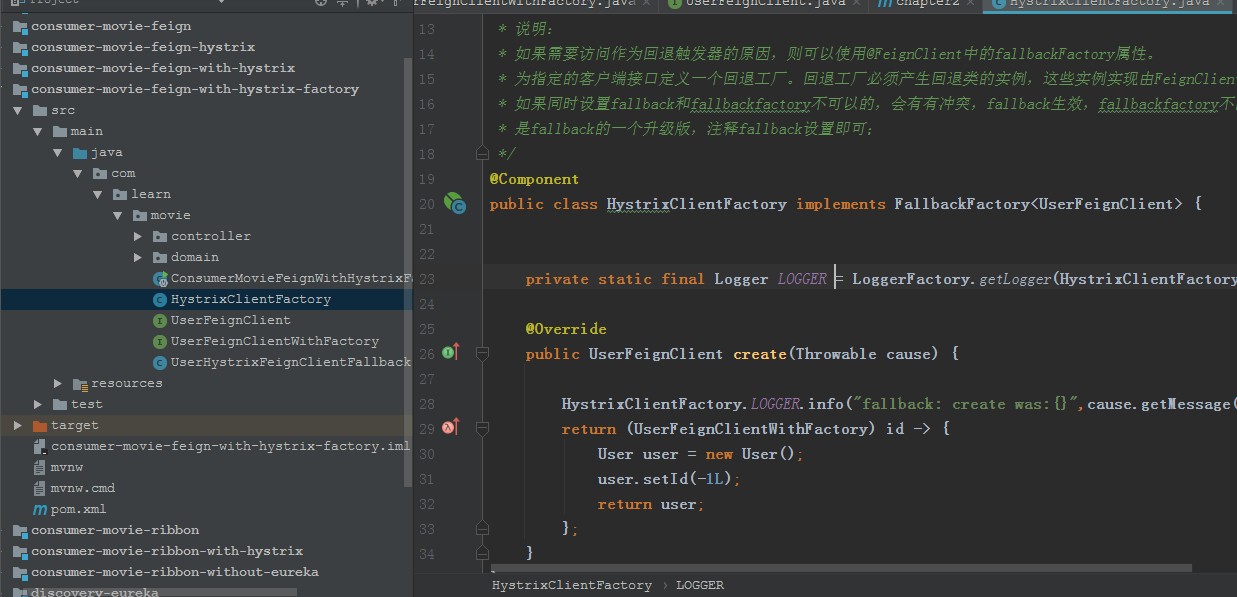 Project
consumer-movie-feign
consumer-movie-feign-hystrix
consumer-movie-feign-with-hystrix
consumer-movie-feign-with-hystrix-factory
src
main
java
com
learn
movie
controller
domain
ConsumerMovieFeignWithHystrixF
HystrixClientFactory
UserFeignClient
UserFeignClientWithFactory
UserHystrixFeignClientFallback
resources
test
target
consumer-movie-feign-with-hystrix-factory.iml
mvnw
mvnw.cmd
pom.xml
consumer-movie-ribbon
consumer-movie-ribbon-with-hystrix
consumer-movie-ribbon-without-eureka
discovery-eureka
erFeignClientWithFactory.java UserFeignClient.java chapter2 HystrixClientFactory.java
13 * 说明:
14 * 如果需要访问作为回退触发器的原因，则可以使用@FeignClient中的fallbackFactory属性。
15 * 为指定的客户端接口定义一个回退工厂。回退工厂必须产生回退类的实例，这些实例实现由FeignClien
16 * 如果同时设置fallback和fallbackfactory不可以的，会有有冲突，fallback生效，fallbackfactory不
17 * 是fallback的一个升级版，注释fallback设置即可;
18 */
19 @Component
20 public class HystrixClientFactory implements FallbackFactory<UserFeignClient> {
21
22
23 private static final Logger LOGGER = LoggerFactory.getLogger(HystrixClientFactory
24
25 @Override
26 public UserFeignClient create(Throwable cause) {
27
28 HystrixClientFactory.LOGGER.info("fallback: create was:{}",cause.getMessage(
29 return (UserFeignClientWithFactory) id -> {
30 User user = new User();
31 user.setId(-1L);
32 return user;
33 };
34 }
HystrixClientFactory › LOGGER